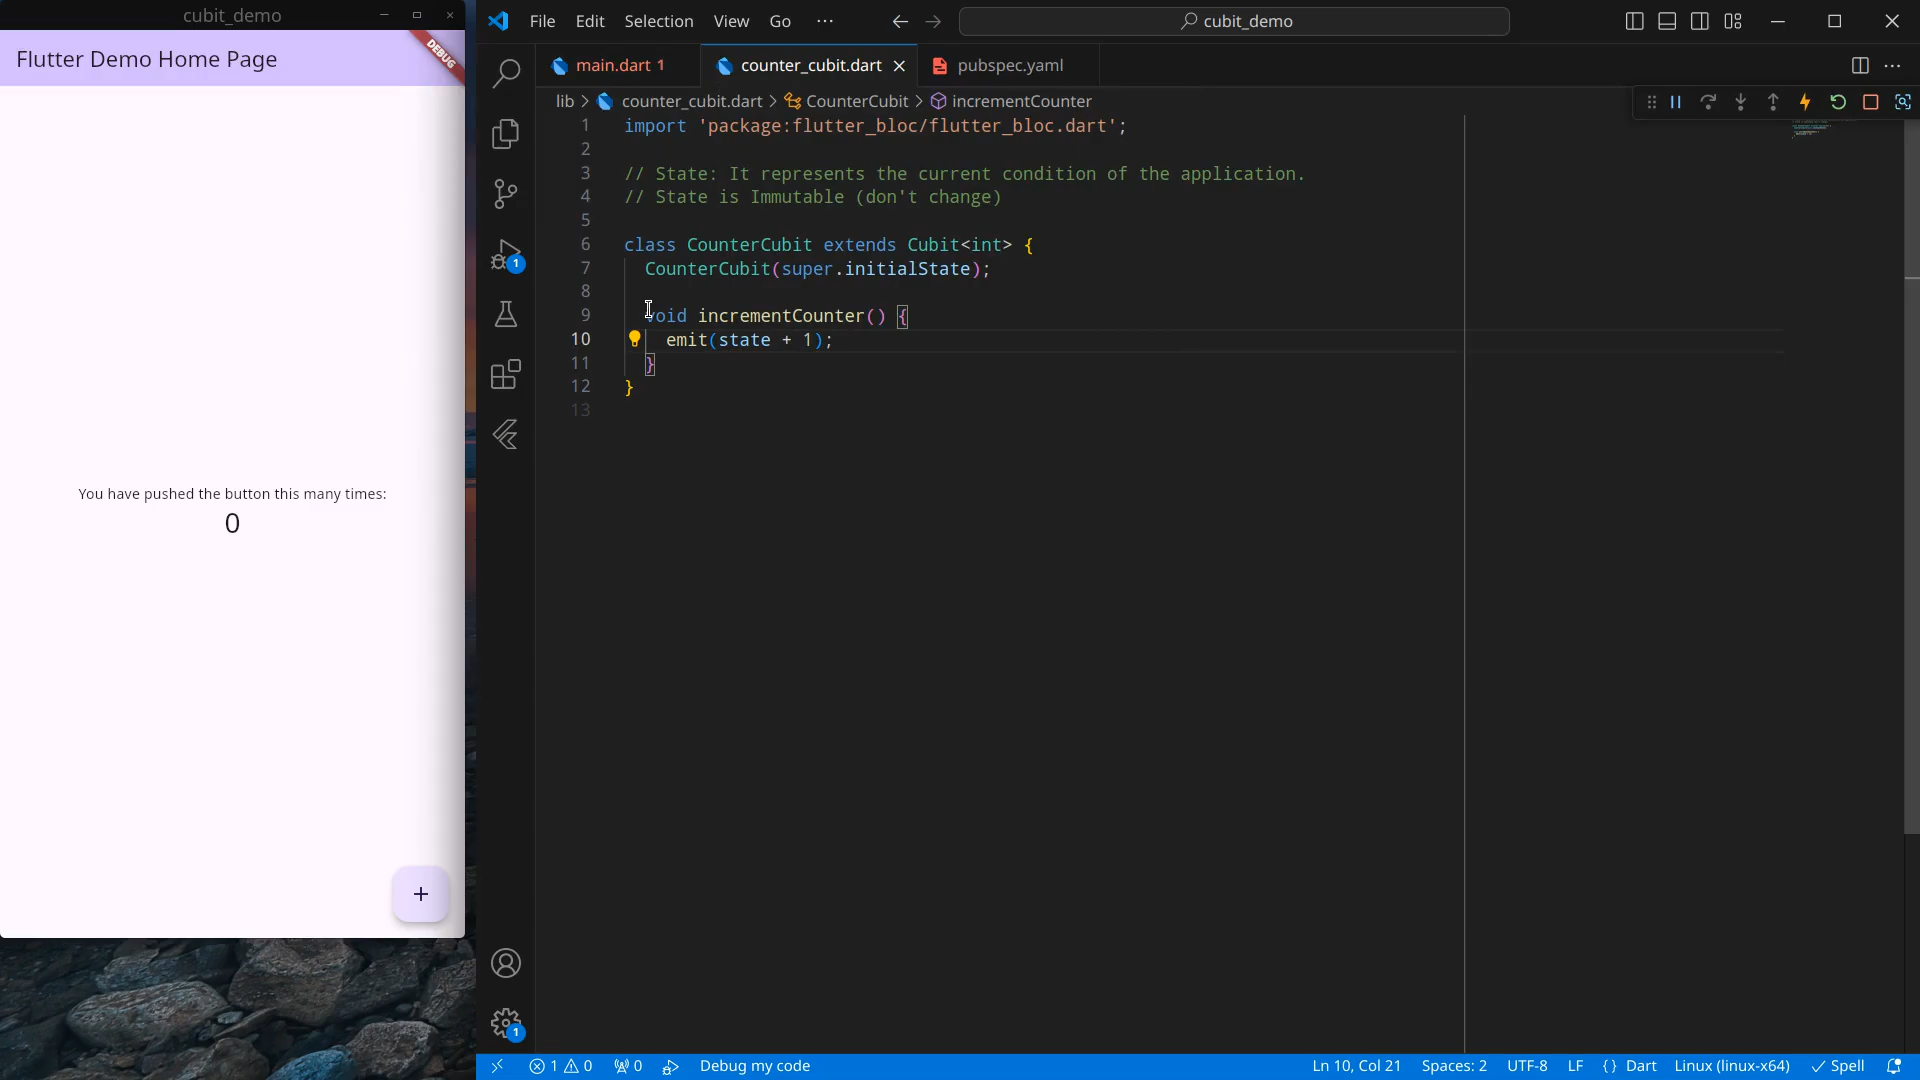 cubit_demo
Flutter Demo Home Page
DEBUG
You have pushed the button this many times:
0
+
File Edit Selection View Go ···
cubit_demo
main.dart 1
counter_cubit.dart
pubspec.yaml
lib > counter_cubit.dart > CounterCubit > incrementCounter
1 import 'package:flutter_bloc/flutter_bloc.dart';
2
3 // State: It represents the current condition of the application.
4 // State is Immutable (don't change)
5
6 class CounterCubit extends Cubit<int> {
7 CounterCubit(super.initialState);
8
9 void incrementCounter() {
10 emit(state + 1);
11 }
12 }
13
1
1
1 0 0 Debug my code Ln 10, Col 21 Spaces: 2 UTF-8 LF {} Dart Linux (linux-x64) Spell